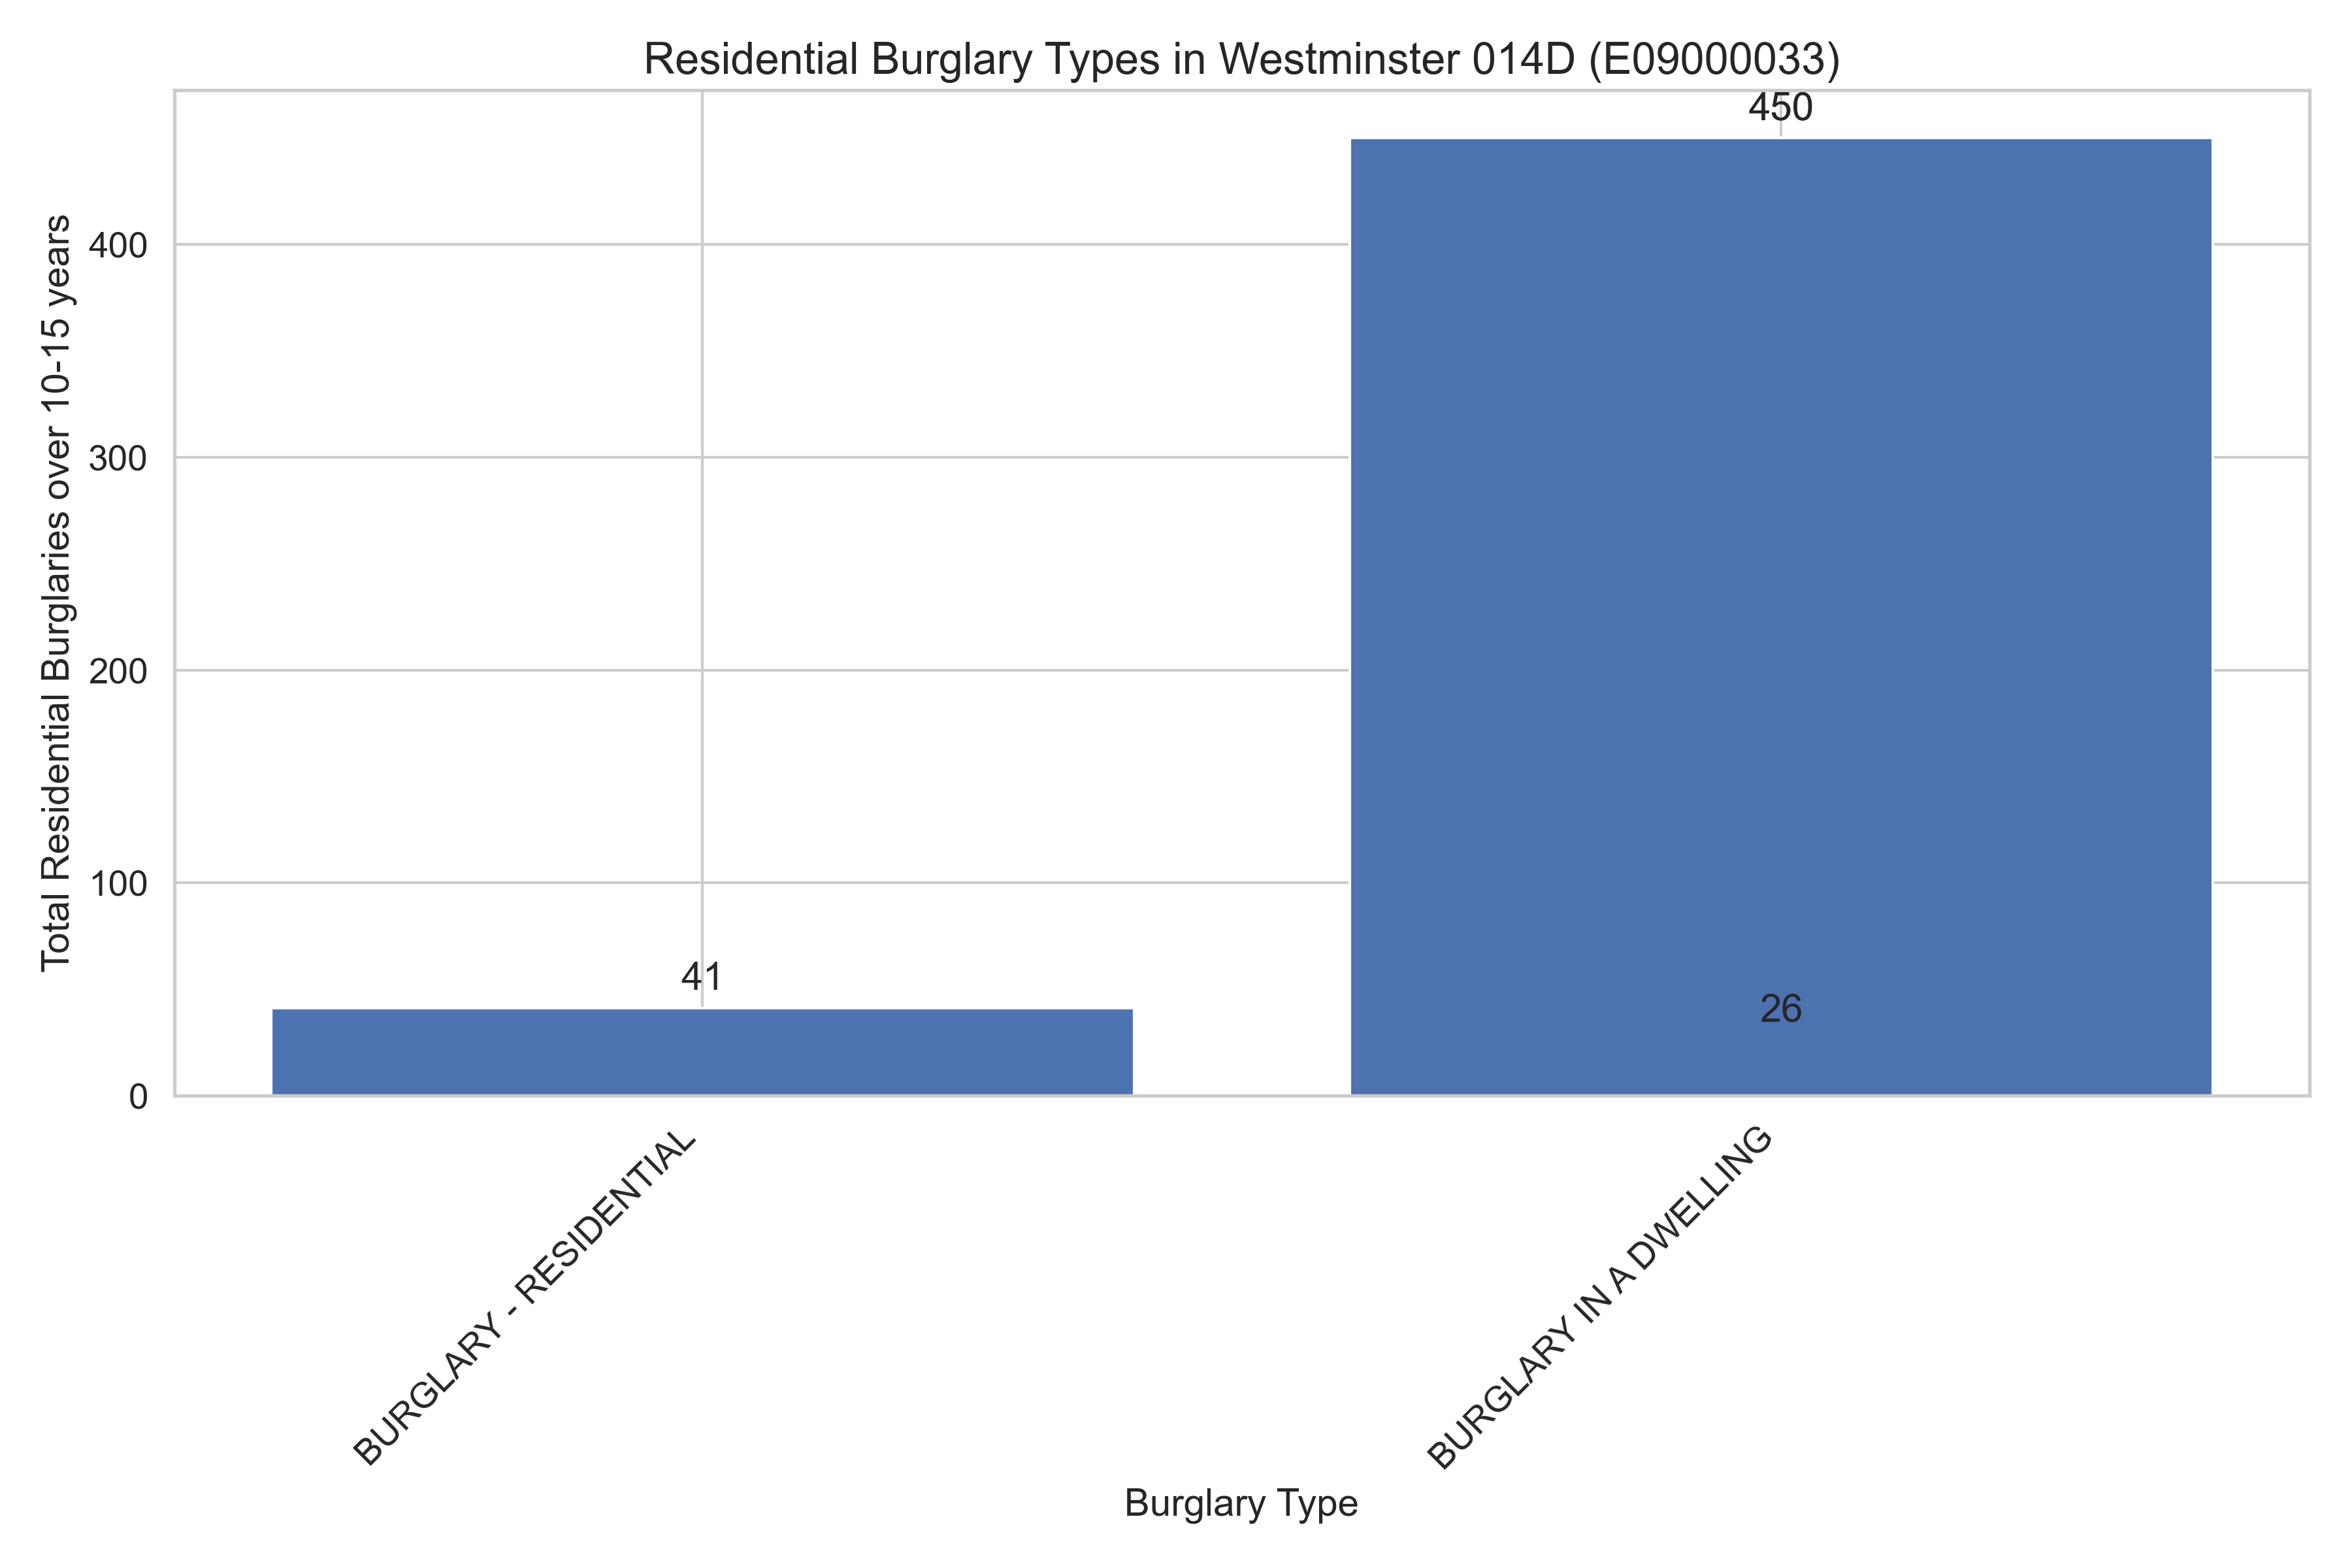 Residential Burglary Types in Westminster 014D (E09000033)
Total Residential Burglaries over 10-15 years
450
400
300
200
100
0
41
26
BURGLARY - RESIDENTIAL
BURGLARY IN A DWELLING
Burglary Type